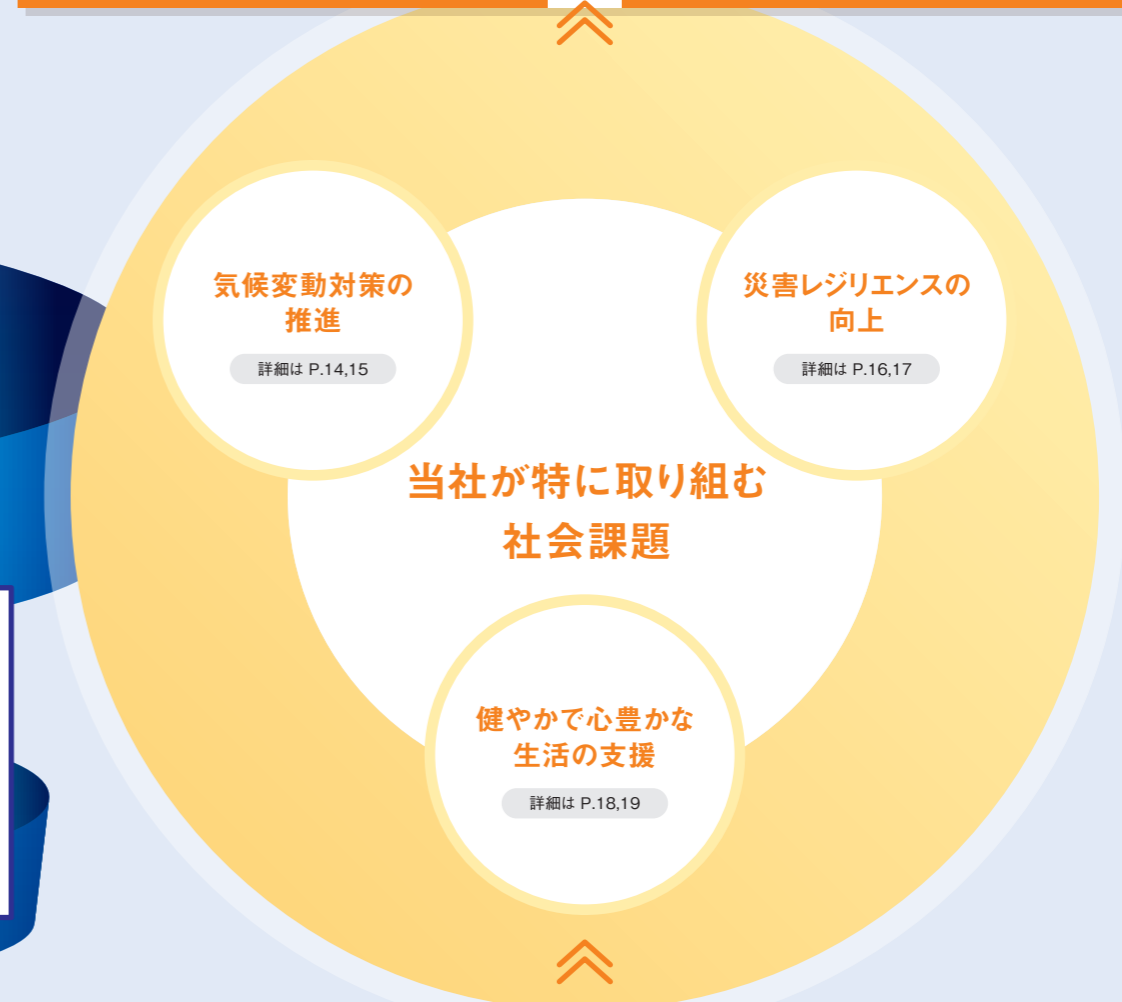 気候変動対策の
推進
詳細は P.14,15
災害レジリエンスの
向上
詳細は P.16,17
当社が特に取り組む
社会課題
健やかで心豊かな
生活の支援
詳細は P.18,19